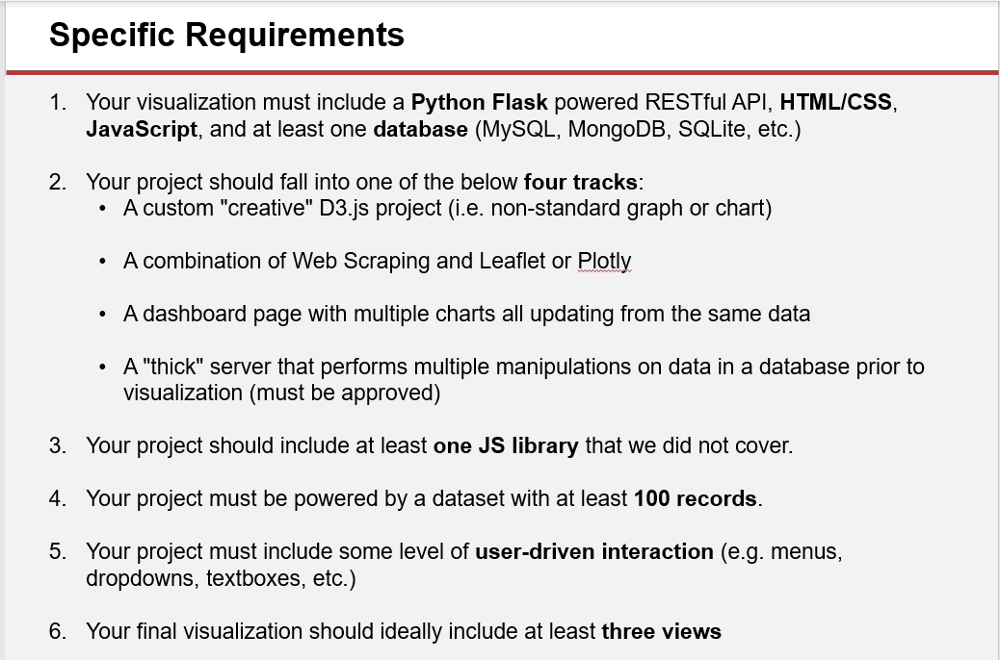 Specific Requirements
1. Your visualization must include a Python Flask powered RESTful API, HTML/CSS,
JavaScript, and at least one database (MySQL, MongoDB, SQLite, etc.)
2. Your project should fall into one of the below four tracks:
• A custom "creative" D3.js project (i.e. non-standard graph or chart)
• A combination of Web Scraping and Leaflet or Plotly
• A dashboard page with multiple charts all updating from the same data
• A "thick" server that performs multiple manipulations on data in a database prior to
visualization (must be approved)
3. Your project should include at least one JS library that we did not cover.
4. Your project must be powered by a dataset with at least 100 records.
5. Your project must include some level of user-driven interaction (e.g. menus,
dropdowns, textboxes, etc.)
6. Your final visualization should ideally include at least three views